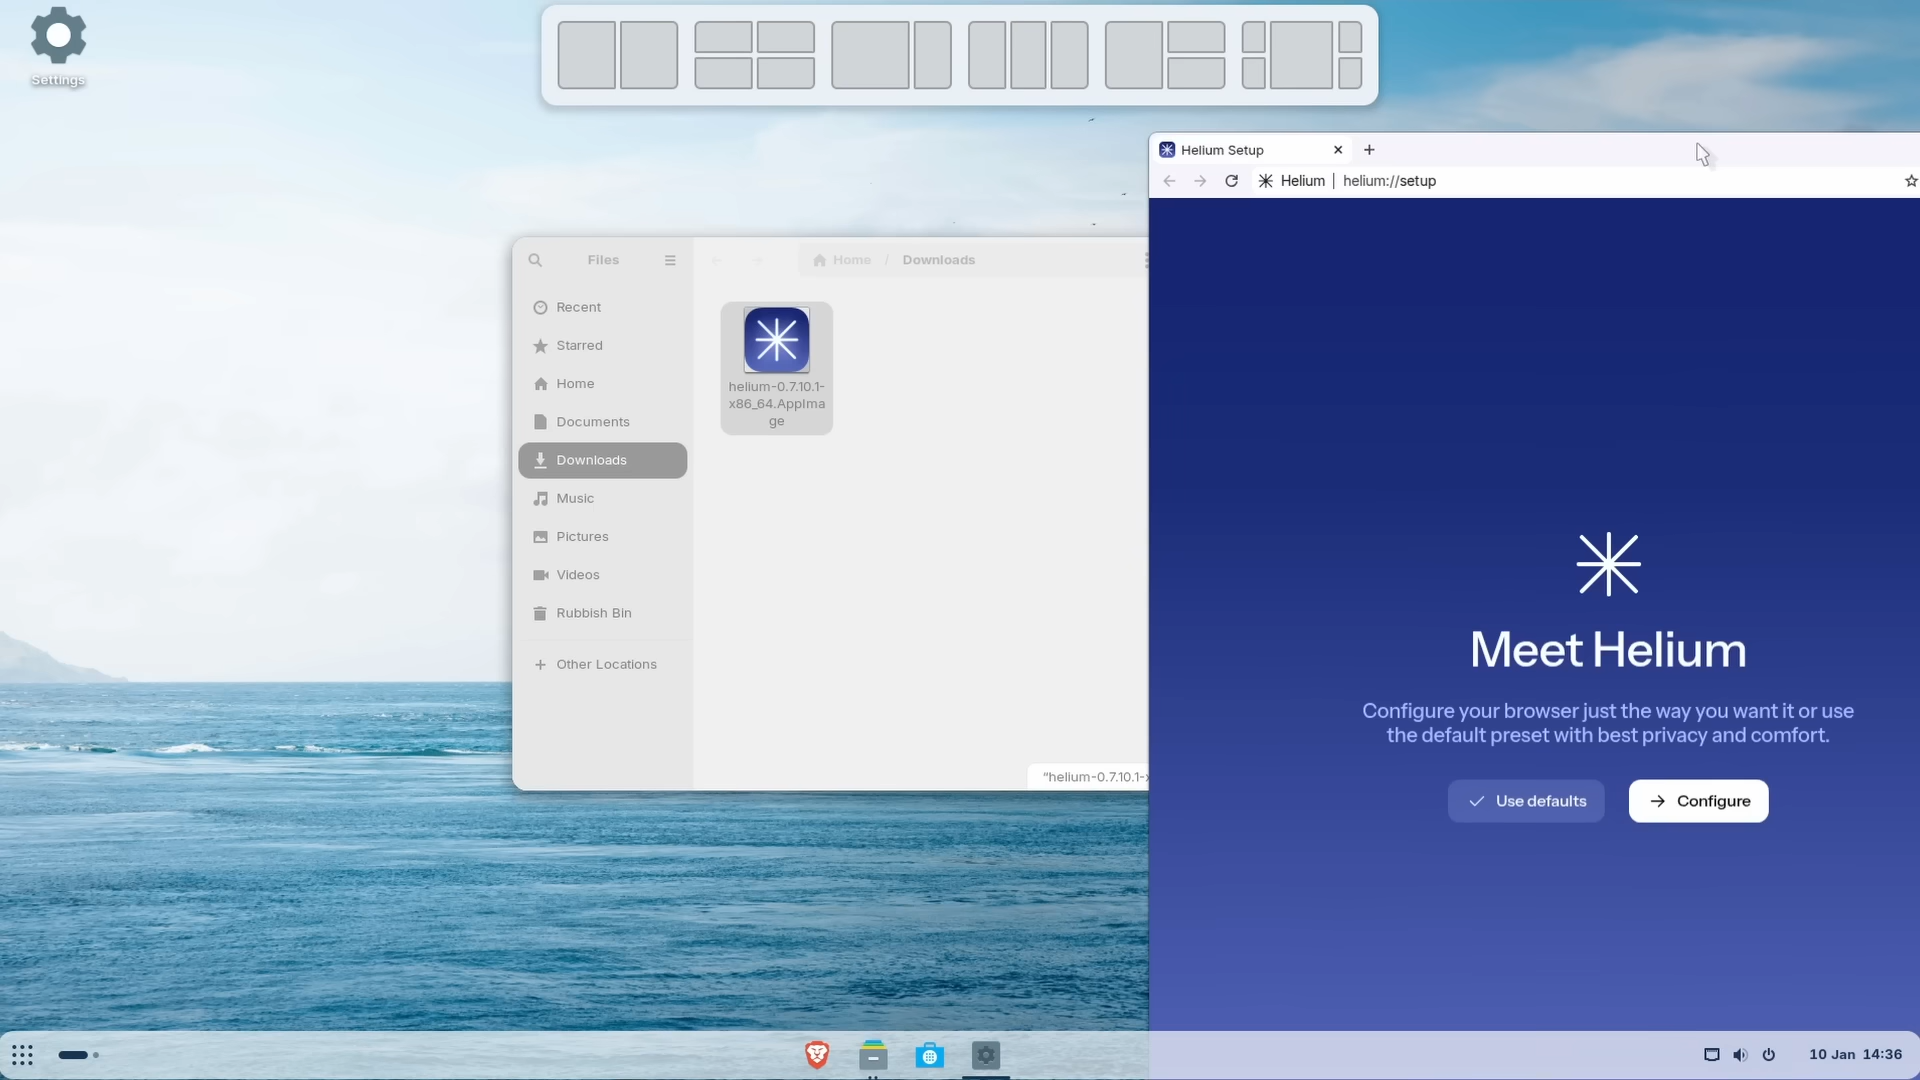 Settings
Helium Setup
Helium | helium://setup
Files
Home / Downloads
Recent
Starred
Home
Documents
Downloads
Music
Pictures
Videos
Rubbish Bin
Other Locations
helium-0.7.10.1-
x86_64.AppIma
ge
"helium-0.7.10.1-x
Meet Helium
Configure your browser just the way you want it or use
the default preset with best privacy and comfort.
Use defaults
Configure
10 Jan 14:36